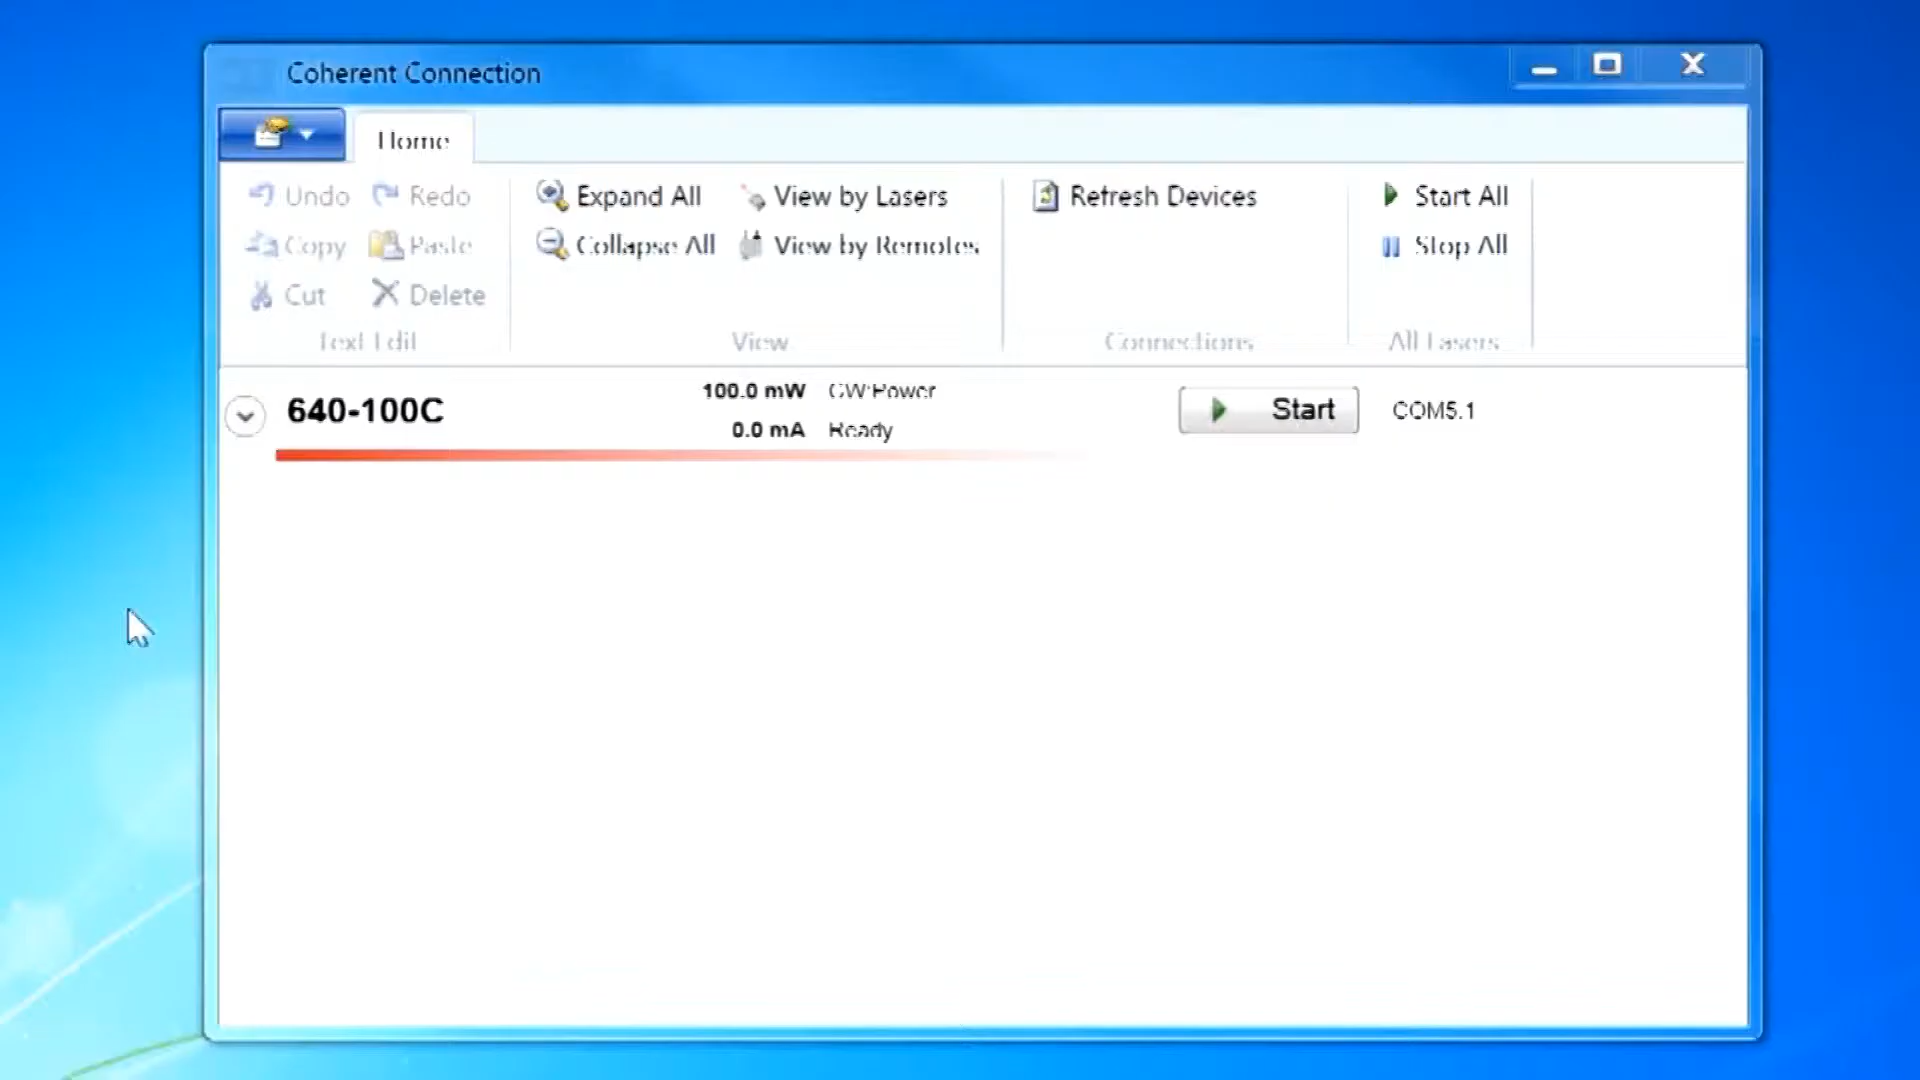 Coherent Connection
Home
Undo Redo
Copy Paste
Cut Delete
Text Edit
Expand All View by Lasers
Collapse All View by Remotes
View
Refresh Devices
Connections
Start All
Stop All
All Lasers
640-100C
100.0 mW CW Power
0.0 mA Ready
Start
COM5.1